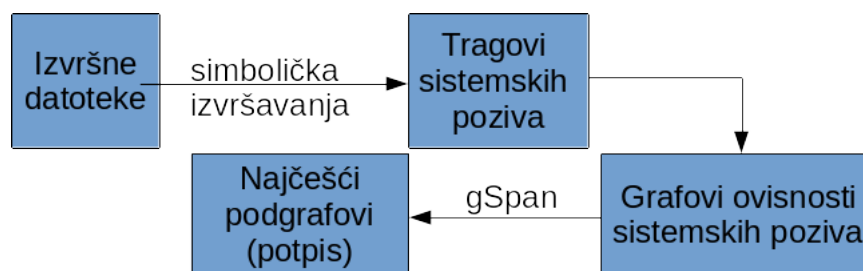 Izvršne
datoteke
simbolička
izvršavanja
Tragovi
sistemskih
poziva
Grafovi ovisnosti
sistemskih poziva
gSpan
Najčešći
podgrafovi
(potpis)